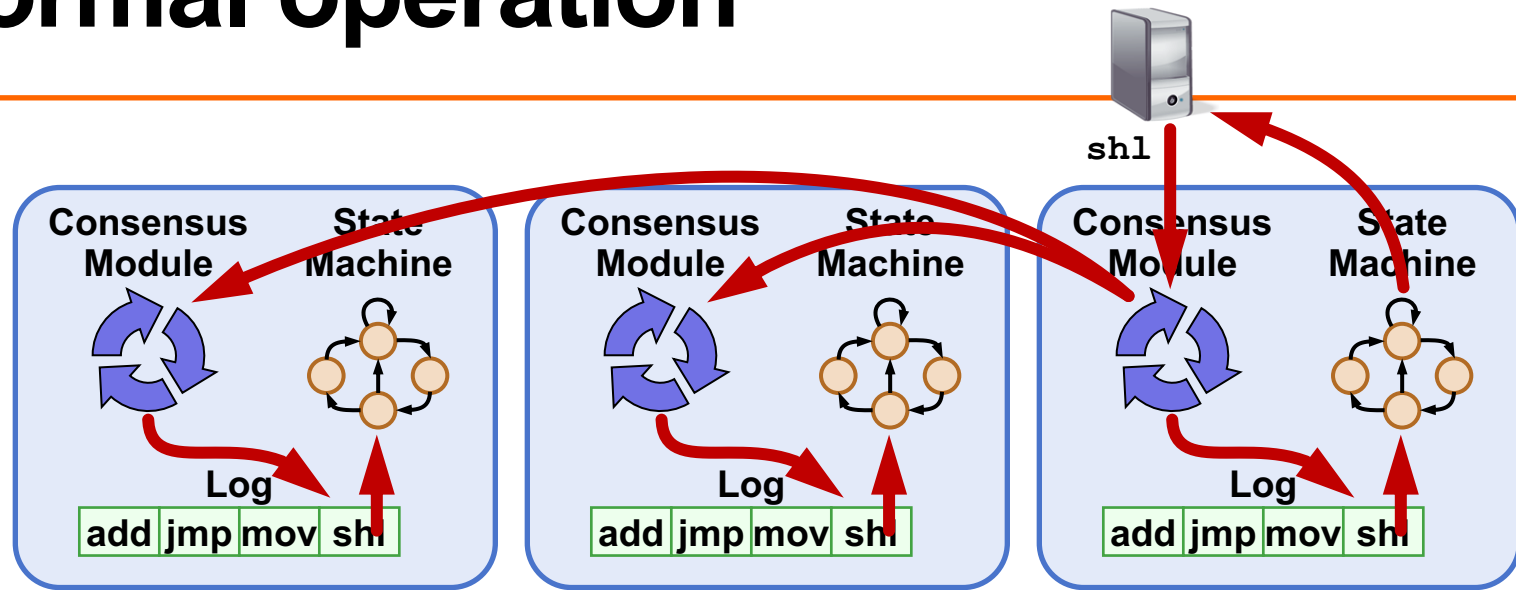 ormal operation
shl
Consensus Module
State Machine
Log
add jmp mov shl
Consensus Module
State Machine
Log
add jmp mov shl
Consensus Module
State Machine
Log
add jmp mov shl